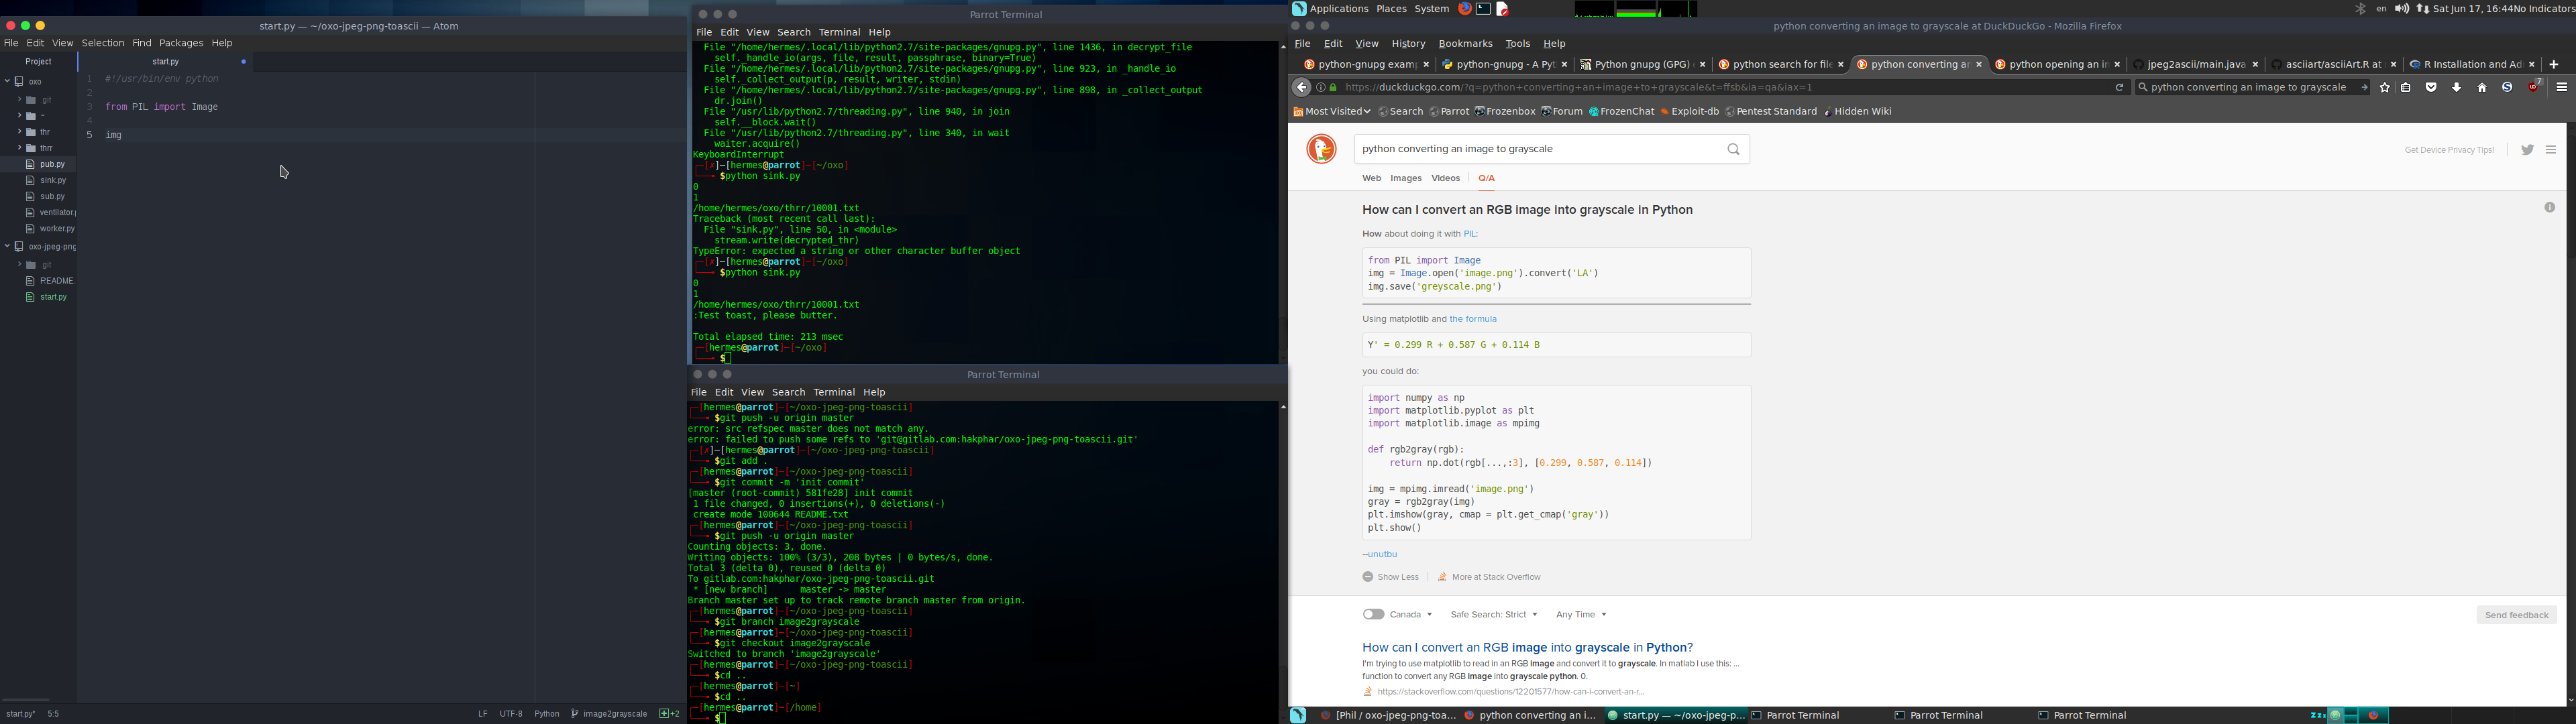 start.py — ~/oxo-jpeg-png-toascii — Atom
File Edit View Selection Find Packages Help
Project
start.py
oxo
.git
~
thr
thrr
pub.py
sink.py
sub.py
ventilator.p
worker.py
oxo-jpeg-png
.git
README.
start.py
1 #!/usr/bin/env python
2
3 from PIL import Image
4
5 img
start.py* 5:5
LF UTF-8 Python image2grayscale +2
Parrot Terminal
File Edit View Search Terminal Help
File "/home/hermes/.local/lib/python2.7/site-packages/gnupg.py", line 1436, in decrypt_file
self._handle_io(args, file, result, passphrase, binary=True)
File "/home/hermes/.local/lib/python2.7/site-packages/gnupg.py", line 923, in _handle_io
self._collect_output(p, result, writer, stdin)
File "/home/hermes/.local/lib/python2.7/site-packages/gnupg.py", line 898, in _collect_output
dr.join()
File "/usr/lib/python2.7/threading.py", line 940, in join
self.__block.wait()
File "/usr/lib/python2.7/threading.py", line 340, in wait
waiter.acquire()
KeyboardInterrupt
┌─[✗]─[hermes@parrot]─[~/oxo]
└──╼ $python sink.py
0
1
/home/hermes/oxo/thrr/10001.txt
Traceback (most recent call last):
File "sink.py", line 50, in <module>
stream.write(decrypted_thr)
TypeError: expected a string or other character buffer object
┌─[✗]─[hermes@parrot]─[~/oxo]
└──╼ $python sink.py
0
1
/home/hermes/oxo/thrr/10001.txt
:Test toast, please butter.
Total elapsed time: 213 msec
┌─[hermes@parrot]─[~/oxo]
└──╼ $
Parrot Terminal
File Edit View Search Terminal Help
┌─[hermes@parrot]─[~/oxo-jpeg-png-toascii]
└──╼ $git push -u origin master
error: src refspec master does not match any.
error: failed to push some refs to 'git@gitlab.com:hakphar/oxo-jpeg-png-toascii.git'
┌─[✗]─[hermes@parrot]─[~/oxo-jpeg-png-toascii]
└──╼ $git add .
┌─[hermes@parrot]─[~/oxo-jpeg-png-toascii]
└──╼ $git commit -m 'init commit'
[master (root-commit) 581fe28] init commit
1 file changed, 0 insertions(+), 0 deletions(-)
create mode 100644 README.txt
┌─[hermes@parrot]─[~/oxo-jpeg-png-toascii]
└──╼ $git push -u origin master
Counting objects: 3, done.
Writing objects: 100% (3/3), 208 bytes | 0 bytes/s, done.
Total 3 (delta 0), reused 0 (delta 0)
To gitlab.com:hakphar/oxo-jpeg-png-toascii.git
* [new branch] master -> master
Branch master set up to track remote branch master from origin.
┌─[hermes@parrot]─[~/oxo-jpeg-png-toascii]
└──╼ $git branch image2grayscale
┌─[hermes@parrot]─[~/oxo-jpeg-png-toascii]
└──╼ $git checkout image2grayscale
Switched to branch 'image2grayscale'
┌─[hermes@parrot]─[~/oxo-jpeg-png-toascii]
└──╼ $cd ..
┌─[hermes@parrot]─[~]
└──╼ $cd ..
┌─[hermes@parrot]─[/home]
└──╼ $
Applications Places System
en Sat Jun 17, 16:44 No Indicators
python converting an image to grayscale at DuckDuckGo - Mozilla Firefox
File Edit View History Bookmarks Tools Help
python-gnupg examp × python-gnupg - A Pyt × Python gnupg (GPG) × python search for file × python converting an × python opening an im × jpeg2ascii/main.java × asciiart/asciiArt.R at × R Installation and Ad ×
https://duckduckgo.com/?q=python+converting+an+image+to+grayscale&t=ffsb&ia=qa&iax=1
python converting an image to grayscale
7
Most Visited Search Parrot Frozenbox Forum FrozenChat Exploit-db Pentest Standard Hidden Wiki
python converting an image to grayscale
Get Device Privacy Tips!
Web Images Videos Q/A
How can I convert an RGB image into grayscale in Python
How about doing it with PIL:
from PIL import Image
img = Image.open('image.png').convert('LA')
img.save('greyscale.png')
Using matplotlib and the formula
Y' = 0.299 R + 0.587 G + 0.114 B
you could do:
import numpy as np
import matplotlib.pyplot as plt
import matplotlib.image as mpimg
def rgb2gray(rgb):
return np.dot(rgb[...,:3], [0.299, 0.587, 0.114])
img = mpimg.imread('image.png')
gray = rgb2gray(img)
plt.imshow(gray, cmap = plt.get_cmap('gray'))
plt.show()
–unutbu
Show Less More at Stack Overflow
Canada Safe Search: Strict Any Time
Send feedback
How can I convert an RGB image into grayscale in Python?
I'm trying to use matplotlib to read in an RGB image and convert it to grayscale. In matlab I use this: ...
function to convert any RGB image into grayscale python. 0.
https://stackoverflow.com/questions/12201577/how-can-i-convert-an-r...
[Phil / oxo-jpeg-png-toa... python converting an i... start.py — ~/oxo-jpeg-p... Parrot Terminal Parrot Terminal Parrot Terminal